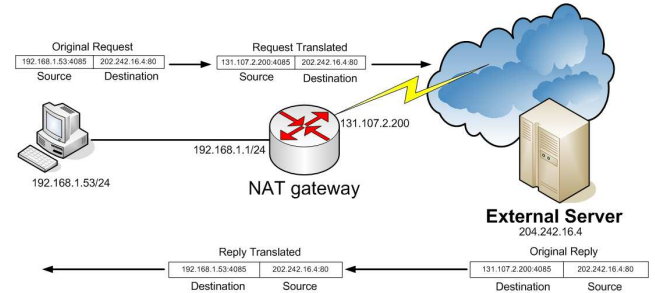 Original Request
192.168.1.53:4085 202.242.16.4:80
Source Destination
Request Translated
131.107.2.200:4085 202.242.16.4:80
Source Destination
131.107.2.200
192.168.1.1/24
192.168.1.53/24
NAT gateway
External Server
204.242.16.4
Reply Translated
192.168.1.53:4085 202.242.16.4:80
Destination Source
Original Reply
131.107.2.200:4085 202.242.16.4:80
Destination Source